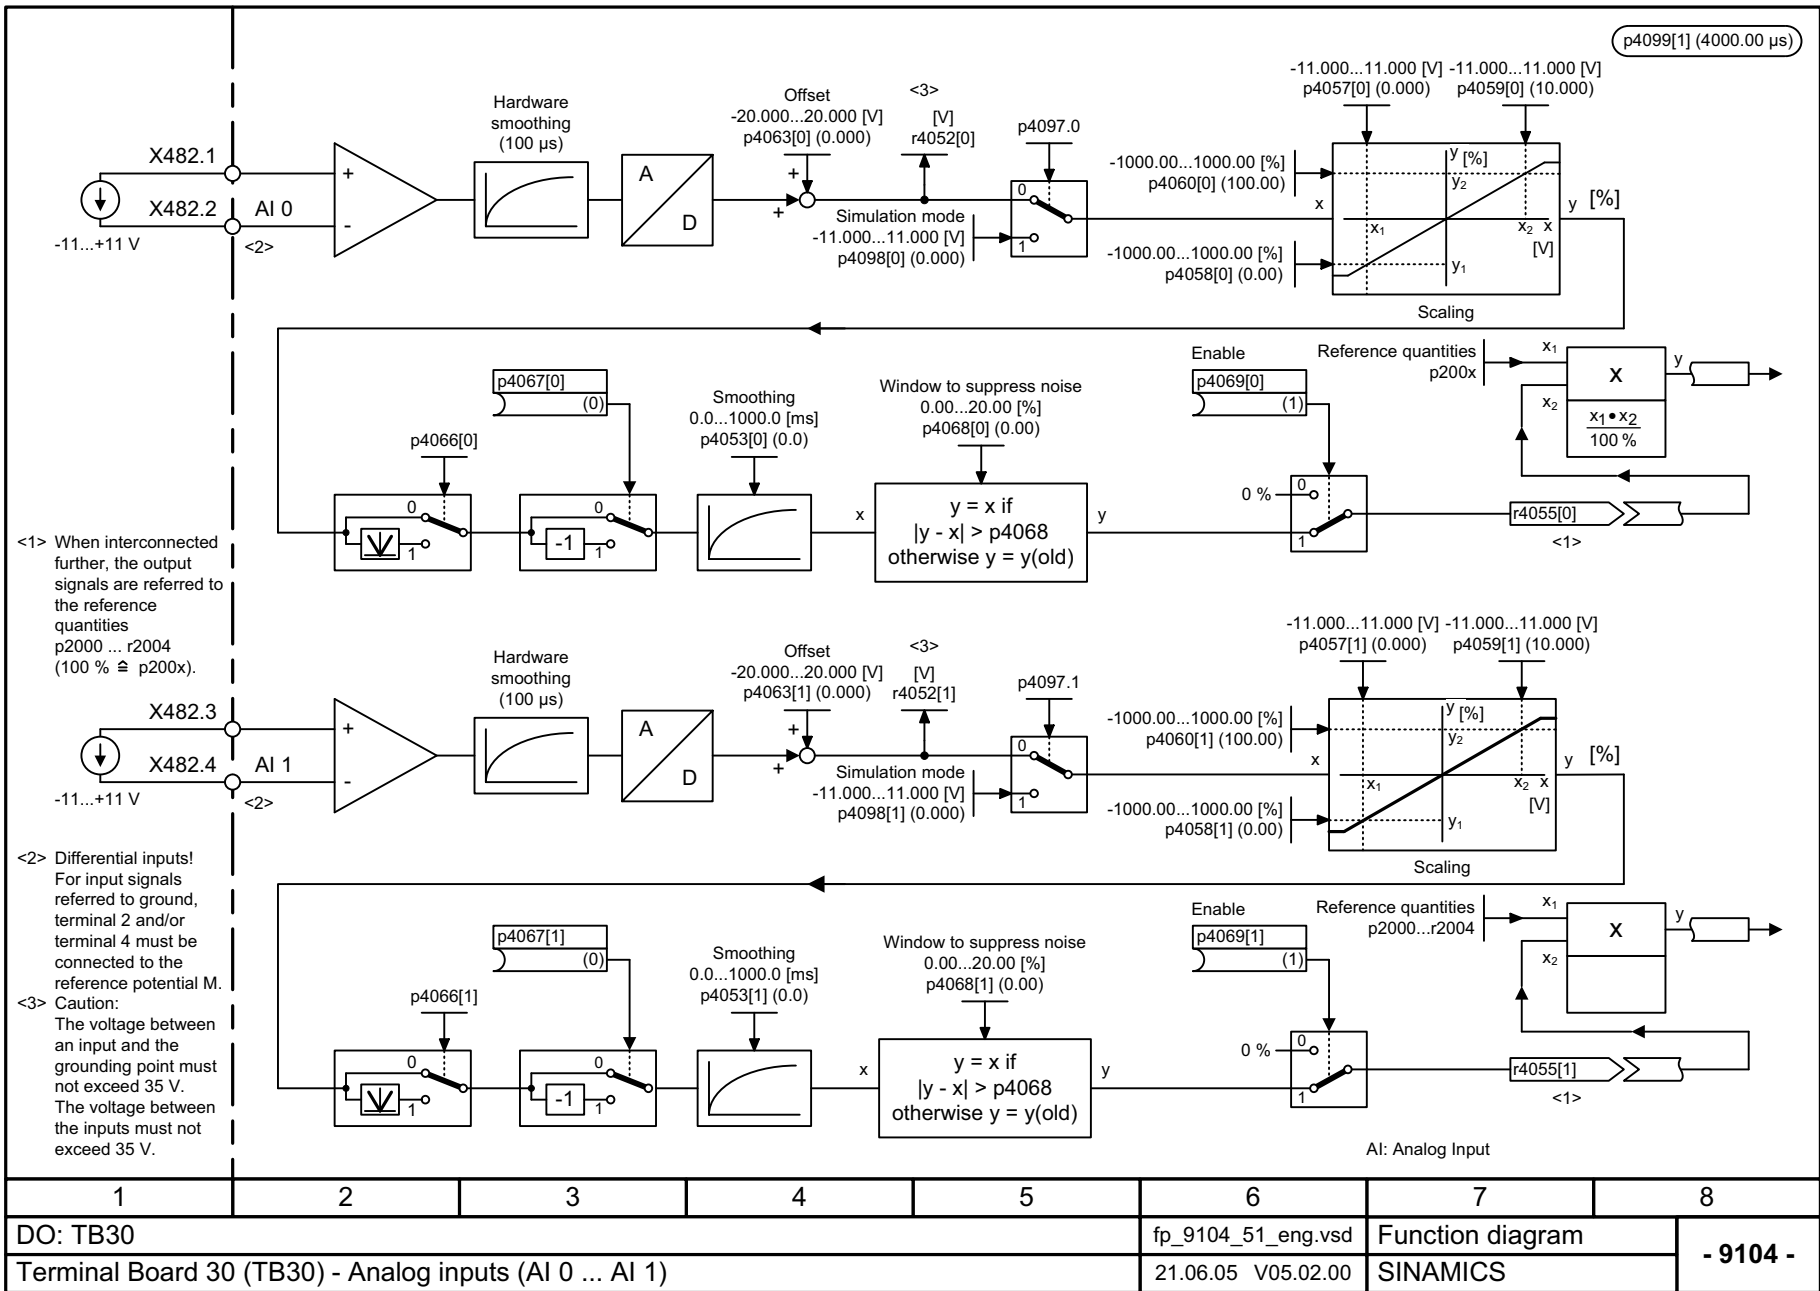 p4099[1] (4000.00 µs)
-11.000...11.000 [V]
p4057[0] (0.000)
-11.000...11.000 [V]
p4059[0] (10.000)
Hardware
smoothing
(100 µs)
Offset
-20.000...20.000 [V]
p4063[0] (0.000)
<3>
[V]
r4052[0]
p4097.0
X482.1
X482.2
AI 0
-11...+11 V
<2>
+
-
A
D
+
+
Simulation mode
-11.000...11.000 [V]
p4098[0] (0.000)
0
1
-1000.00...1000.00 [%]
p4060[0] (100.00)
x
-1000.00...1000.00 [%]
p4058[0] (0.00)
y [%]
y2
x1
x2 x
[V]
y1
y [%]
Scaling
p4066[0]
0
1
p4067[0]
(0)
0
-1
1
Smoothing
0.0...1000.0 [ms]
p4053[0] (0.0)
Window to suppress noise
0.00...20.00 [%]
p4068[0] (0.00)
x
y = x if
|y - x| > p4068
otherwise y = y(old)
y
Enable
p4069[0]
(1)
0 %
0
1
Reference quantities
p200x
x1
x2
X
x1•x2
100 %
y
r4055[0]
<1>
<1> When interconnected
further, the output
signals are referred to
the reference
quantities
p2000 ... r2004
(100 % ≙ p200x).
-11.000...11.000 [V]
p4057[1] (0.000)
-11.000...11.000 [V]
p4059[1] (10.000)
Hardware
smoothing
(100 µs)
Offset
-20.000...20.000 [V]
p4063[1] (0.000)
<3>
[V]
r4052[1]
p4097.1
X482.3
X482.4
AI 1
-11...+11 V
<2>
+
-
A
D
+
+
Simulation mode
-11.000...11.000 [V]
p4098[1] (0.000)
0
1
-1000.00...1000.00 [%]
p4060[1] (100.00)
x
-1000.00...1000.00 [%]
p4058[1] (0.00)
y [%]
y2
x1
x2 x
[V]
y1
y [%]
Scaling
<2> Differential inputs!
For input signals
referred to ground,
terminal 2 and/or
terminal 4 must be
connected to the
reference potential M.
<3> Caution:
The voltage between
an input and the
grounding point must
not exceed 35 V.
The voltage between
the inputs must not
exceed 35 V.
p4066[1]
0
1
p4067[1]
(0)
0
-1
1
Smoothing
0.0...1000.0 [ms]
p4053[1] (0.0)
Window to suppress noise
0.00...20.00 [%]
p4068[1] (0.00)
x
y = x if
|y - x| > p4068
otherwise y = y(old)
y
Enable
p4069[1]
(1)
0 %
0
1
Reference quantities
p2000...r2004
x1
x2
X
y
r4055[1]
<1>
AI: Analog Input
1 2 3 4 5 6 7 8
DO: TB30
fp_9104_51_eng.vsd
Function diagram
- 9104 -
Terminal Board 30 (TB30) - Analog inputs (AI 0 ... AI 1)
21.06.05 V05.02.00
SINAMICS